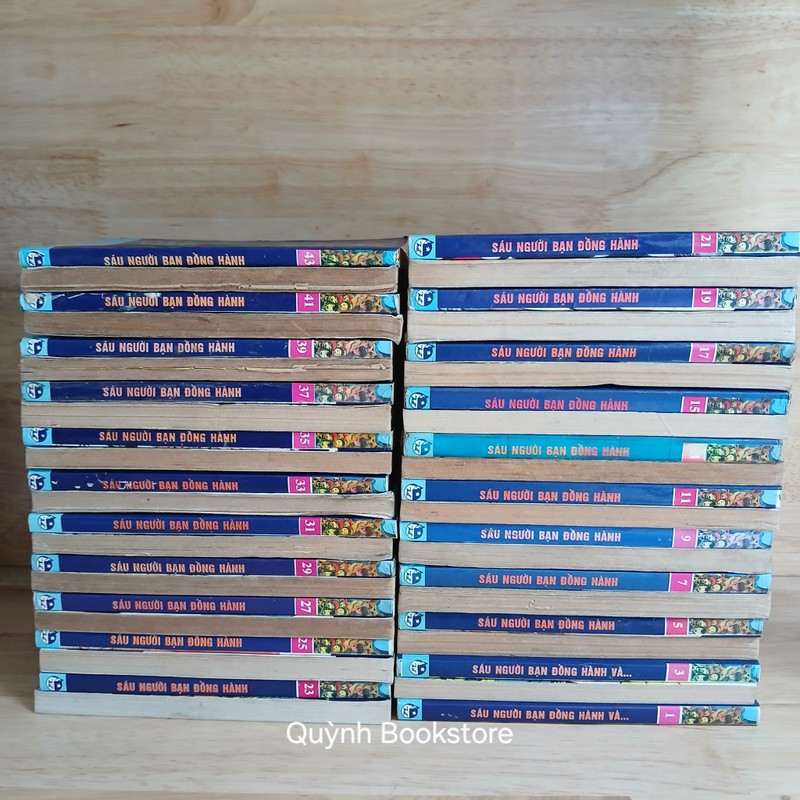 SÁU NGƯỜI BẠN ĐỒNG HÀNH 43
SÁU NGƯỜI BẠN ĐỒNG HÀNH 41
SÁU NGƯỜI BẠN ĐỒNG HÀNH 39
SÁU NGƯỜI BẠN ĐỒNG HÀNH 37
SÁU NGƯỜI BẠN ĐỒNG HÀNH 35
SÁU NGƯỜI BẠN ĐỒNG HÀNH 33
SÁU NGƯỜI BẠN ĐỒNG HÀNH 31
SÁU NGƯỜI BẠN ĐỒNG HÀNH 29
SÁU NGƯỜI BẠN ĐỒNG HÀNH 27
SÁU NGƯỜI BẠN ĐỒNG HÀNH 25
SÁU NGƯỜI BẠN ĐỒNG HÀNH 23
SÁU NGƯỜI BẠN ĐỒNG HÀNH 21
SÁU NGƯỜI BẠN ĐỒNG HÀNH 19
SÁU NGƯỜI BẠN ĐỒNG HÀNH 17
SÁU NGƯỜI BẠN ĐỒNG HÀNH 15
SÁU NGƯỜI BẠN ĐỒNG HÀNH
SÁU NGƯỜI BẠN ĐỒNG HÀNH 11
SÁU NGƯỜI BẠN ĐỒNG HÀNH 9
SÁU NGƯỜI BẠN ĐỒNG HÀNH 7
SÁU NGƯỜI BẠN ĐỒNG HÀNH 5
SÁU NGƯỜI BẠN ĐỒNG HÀNH VÀ... 3
SÁU NGƯỜI BẠN ĐỒNG HÀNH VÀ... 1
Quỳnh Bookstore